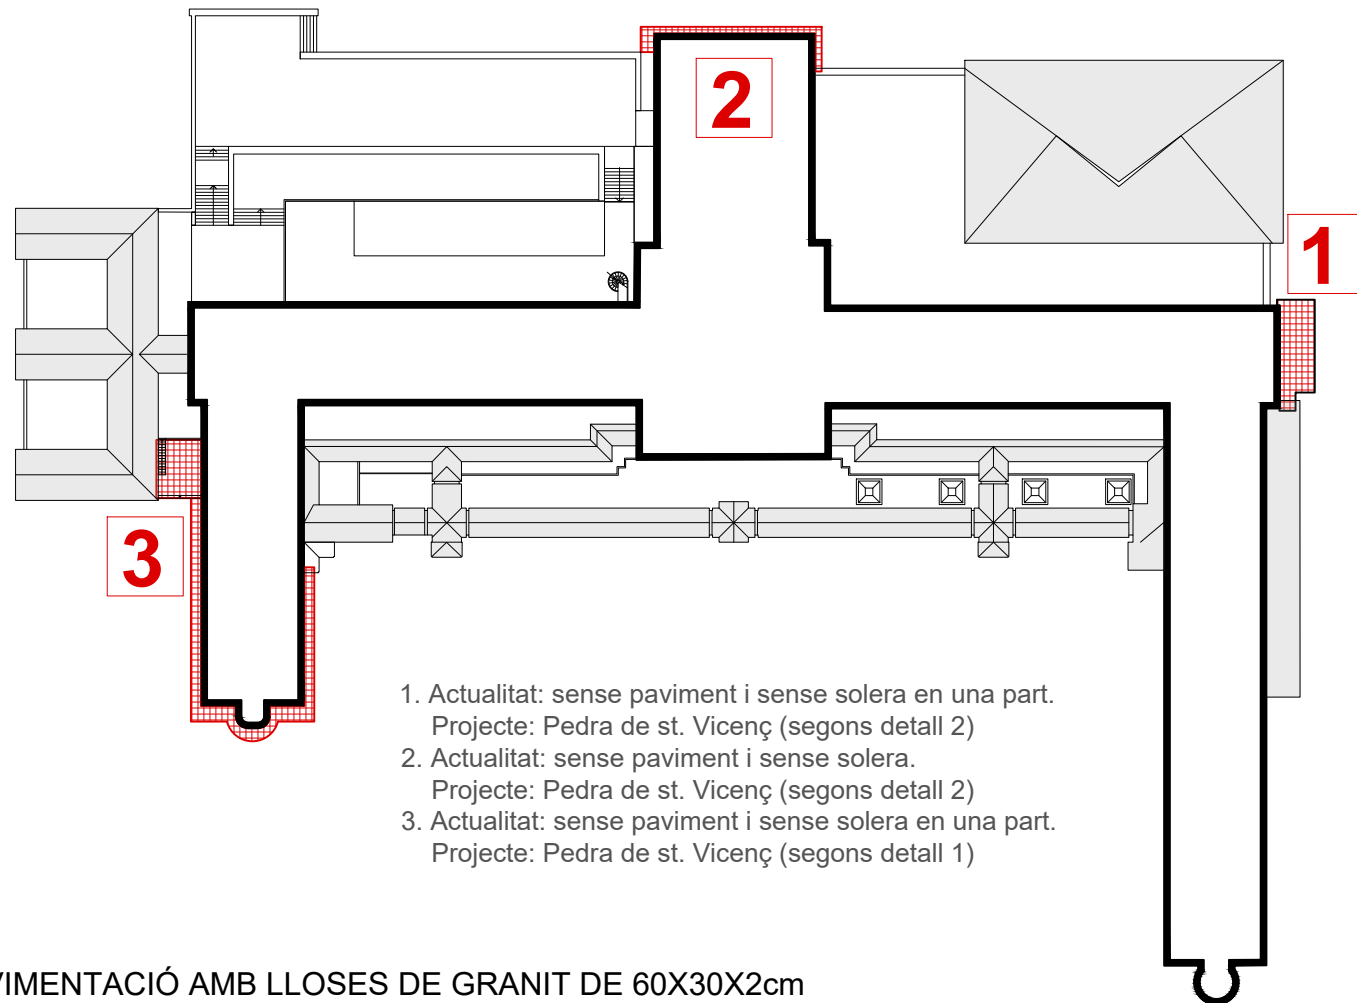 2
1
3
1. Actualitat: sense paviment i sense solera en una part.
Projecte: Pedra de st. Vicenç (segons detall 2)
2. Actualitat: sense paviment i sense solera.
Projecte: Pedra de st. Vicenç (segons detall 2)
3. Actualitat: sense paviment i sense solera en una part.
Projecte: Pedra de st. Vicenç (segons detall 1)
VIMENTACIÓ AMB LLOSES DE GRANIT DE 60X30X2cm